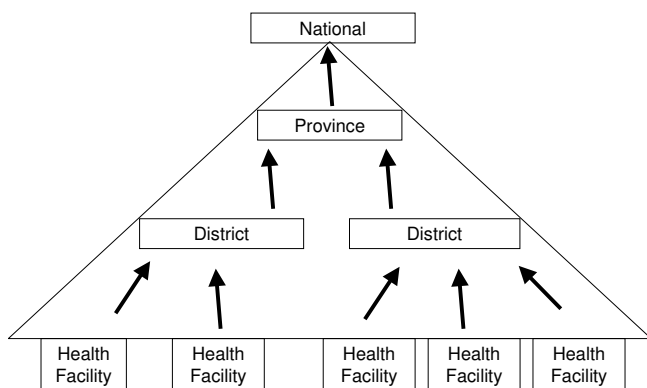 National
Province
District
District
Health
Facility
Health
Facility
Health
Facility
Health
Facility
Health
Facility